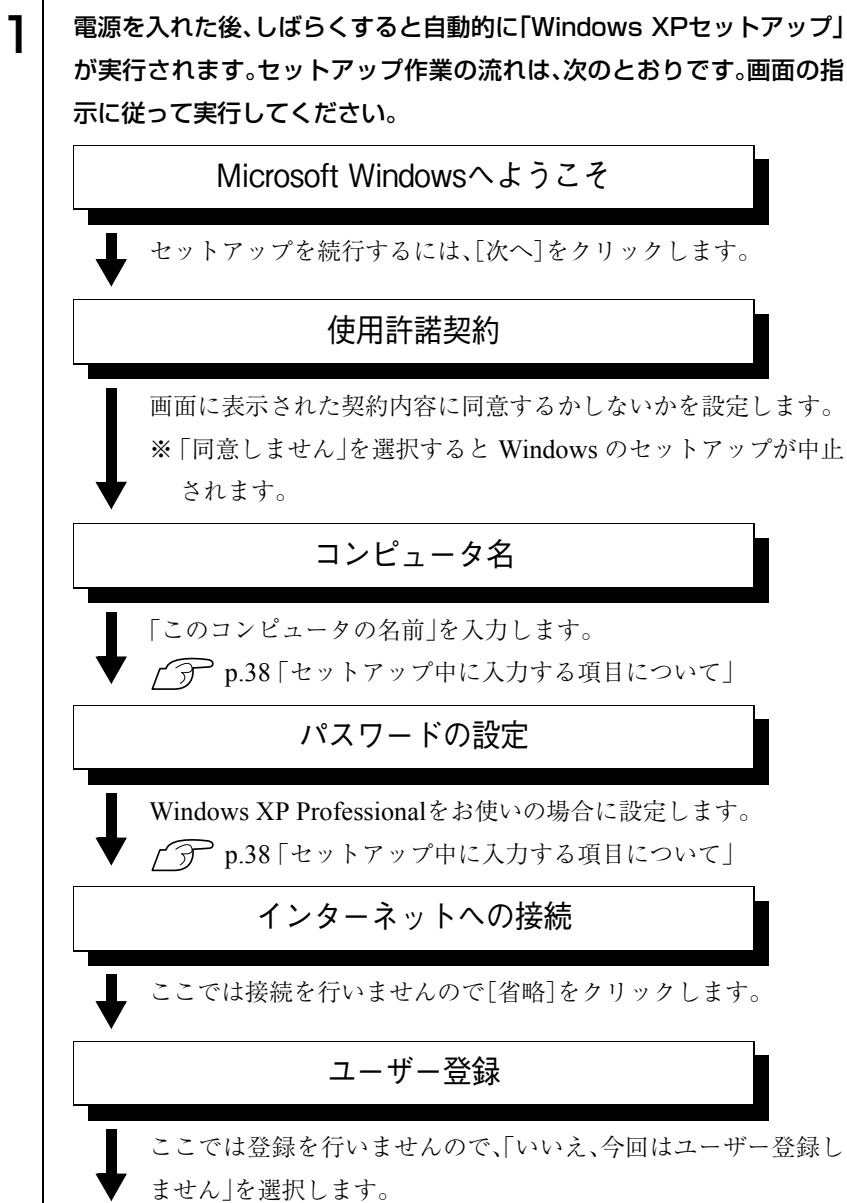 1
電源を入れた後、しばらくすると自動的に「Windows XPセットアップ」
が実行されます。セットアップ作業の流れは、次のとおりです。画面の指
示に従って実行してください。
Microsoft Windowsへようこそ
セットアップを続行するには、[次へ]をクリックします。
使用許諾契約
画面に表示された契約内容に同意するかしないかを設定します。
※「同意しません」を選択すると Windows のセットアップが中止
されます。
コンピュータ名
「このコンピュータの名前」を入力します。
p.38「セットアップ中に入力する項目について」
パスワードの設定
Windows XP Professionalをお使いの場合に設定します。
p.38「セットアップ中に入力する項目について」
インターネットへの接続
ここでは接続を行いませんので[省略]をクリックします。
ユーザー登録
ここでは登録を行いませんので、「いいえ、今回はユーザー登録し
ません」を選択します。